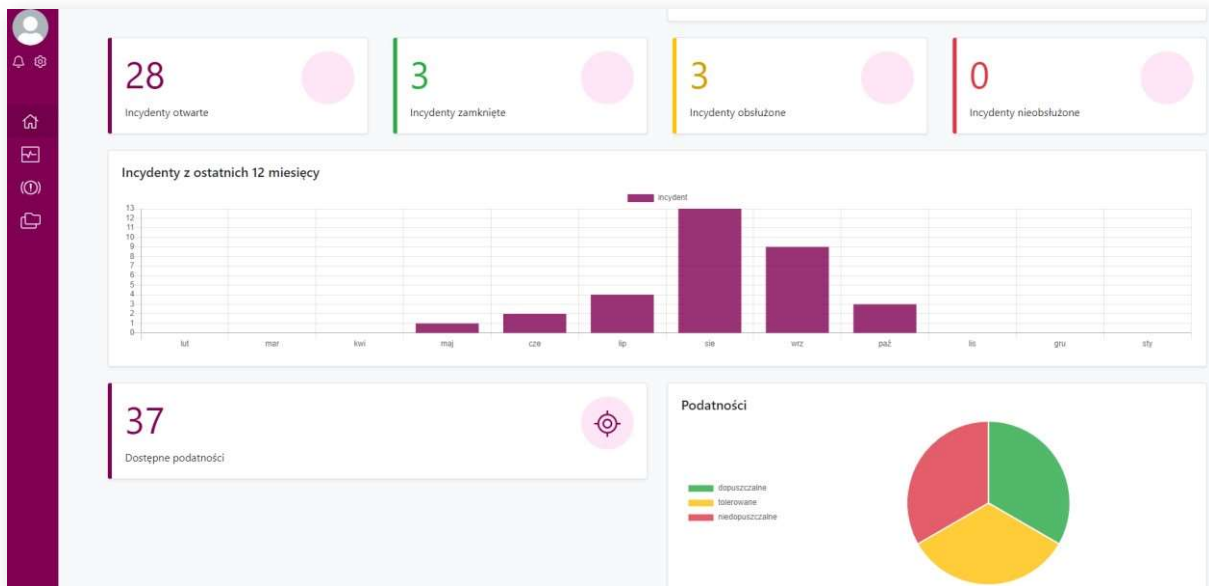 28
3
3
0
Incydenty otwarte
Incydenty zamknięte
Incydenty obsłużone
Incydenty nieobsłużone
Incydenty z ostatnich 12 miesięcy
incydent
13
12
11
10
9
8
7
6
5
4
3
2
1
0
lut mar kwi maj cze lip sie wrz paź lis gru sty
37
Dostępne podatności
Podatności
dopuszczalne
tolerowane
niedopuszczalne